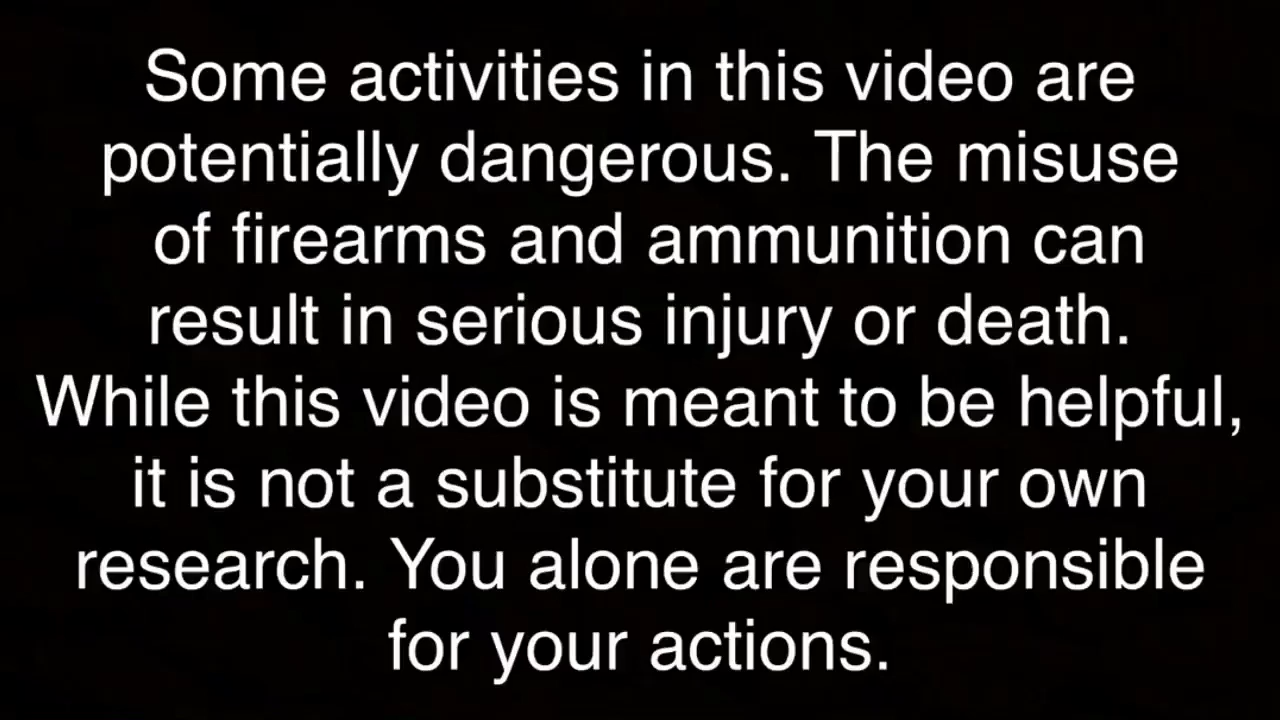 Some activities in this video are
potentially dangerous. The misuse
of firearms and ammunition can
result in serious injury or death.
While this video is meant to be helpful,
it is not a substitute for your own
research. You alone are responsible
for your actions.